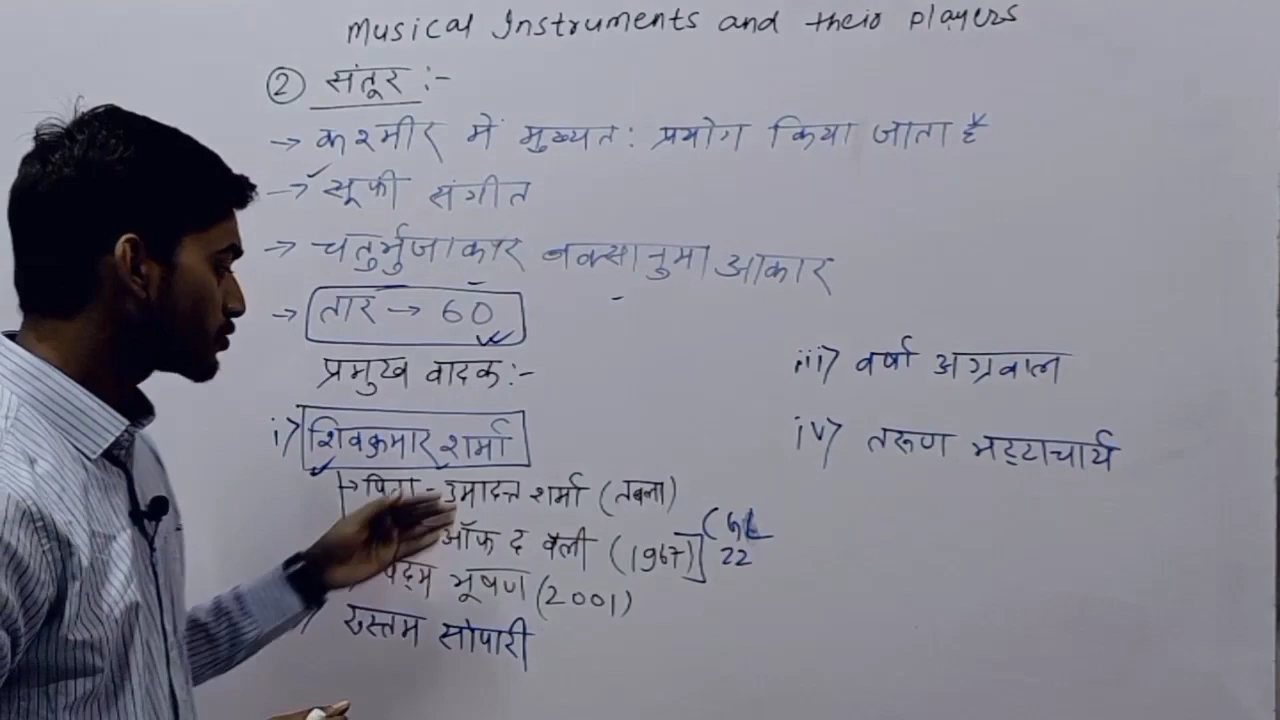 Musical Instruments and their players
② संतूर :-
→ कश्मीर में मुख्यत: प्रयोग किया जाता है
→ सूफी संगीत
→ चतुर्भुजाकार नक्सानुमा आकार
→ तार → 60
प्रमुख वादक:-
i> शिवकुमार शर्मा
→ पिता - उमादत्त शर्मा (तबला)
ऑफ द वैली (1967)
22
पद्म भूषण (2001)
रुस्तम सोपारी
iii> वर्षा अग्रवाल
iv> तरूण भट्टाचार्य